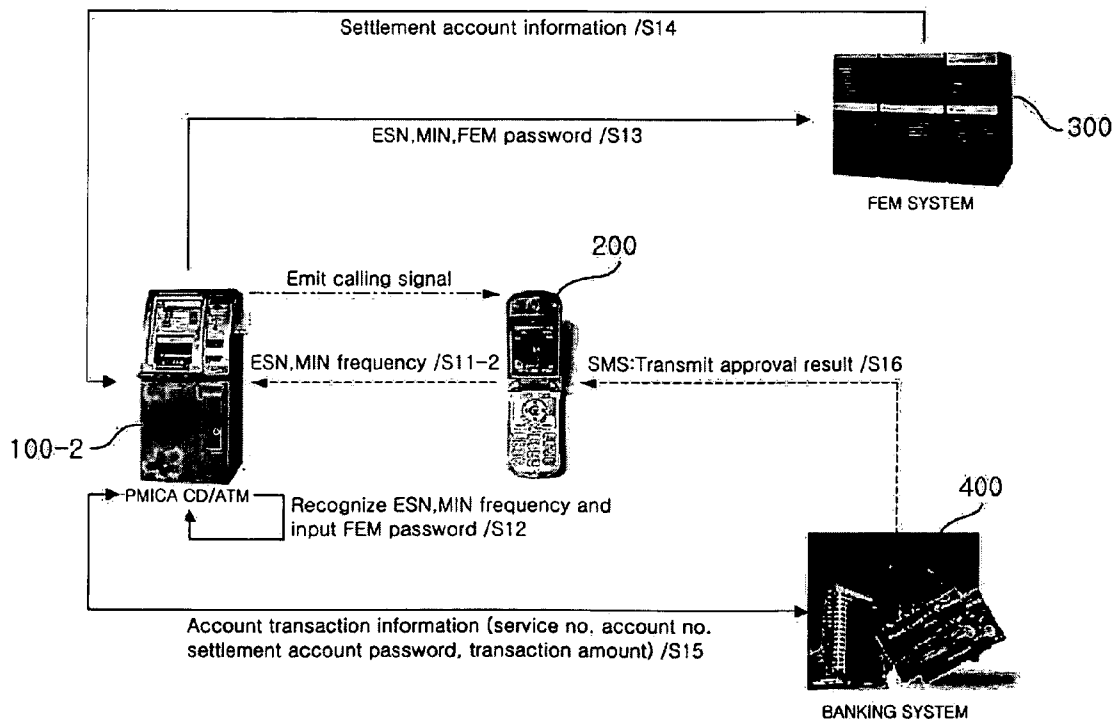 Settlement account information /S14
ESN,MIN,FEM password /S13
300
FEM SYSTEM
200
Emit calling signal
ESN,MIN frequency /S11-2
SMS:Transmit approval result /S16
100-2
PMICA CD/ATM
Recognize ESN,MIN frequency and
input FEM password /S12
400
Account transaction information (service no, account no.
settlement account password, transaction amount) /S15
BANKING SYSTEM